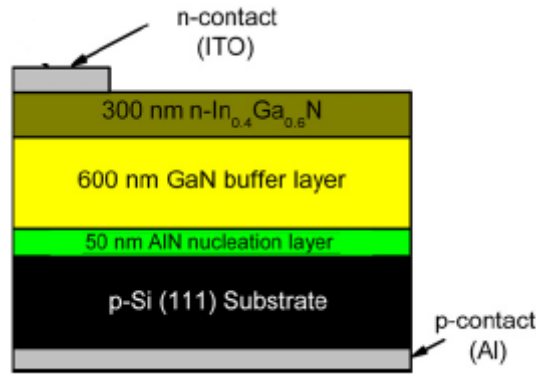 n-contact
(ITO)
300 nm n-In₀.₄Ga₀.₆N
600 nm GaN buffer layer
50 nm AlN nucleation layer
p-Si (111) Substrate
p-contact
(Al)